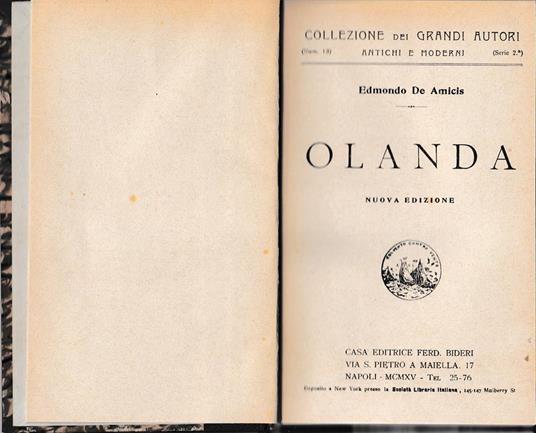 COLLEZIONE DEI GRANDI AUTORI
(Num. 13) ANTICHI E MODERNI (Serie 2.ª)
Edmondo De Amicis
OLANDA
NUOVA EDIZIONE
CASA EDITRICE FERD. BIDERI
VIA S. PIETRO A MAIELLA. 17
NAPOLI - MCMXV - TEL 25-76
Deposito a New York presso la Società Libraria Italiana, 145-147 Mulberry St